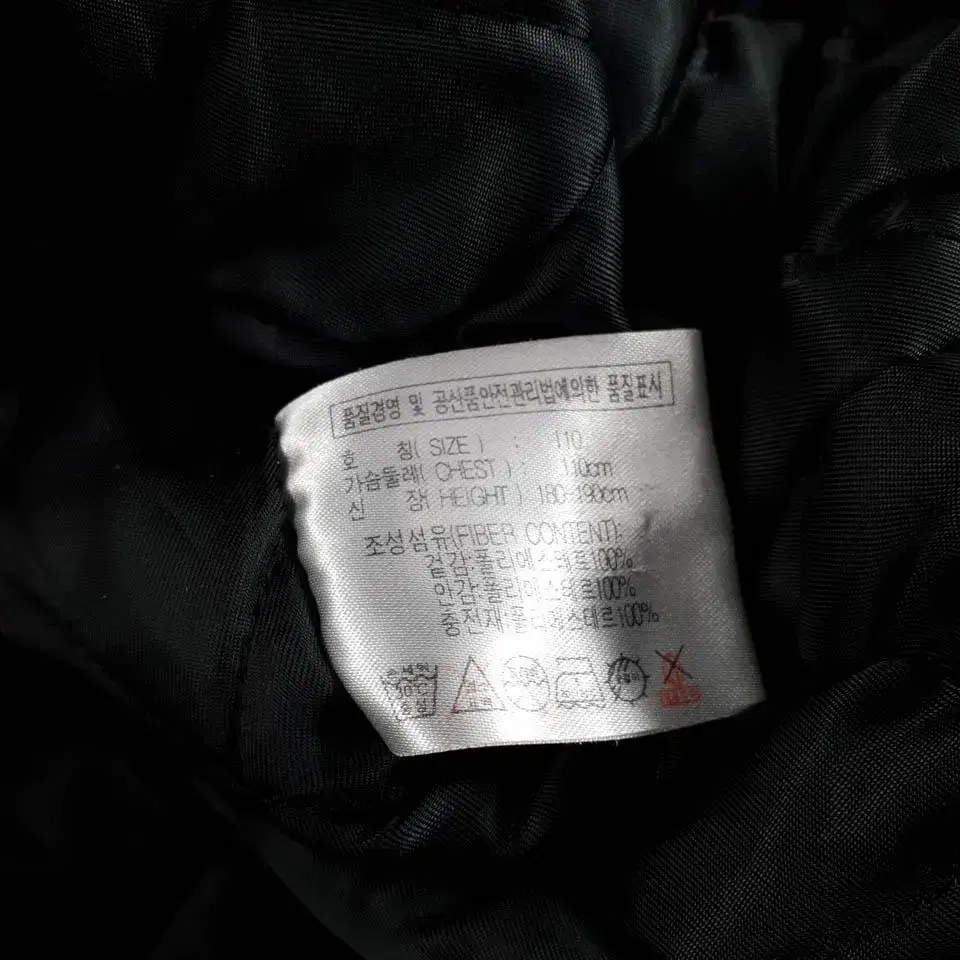 품질경영 및 공산품안전관리법에의한 품질표시
호 칭( SIZE ) : 110
가슴둘레( CHEST ) : 110cm
신 장( HEIGHT ) 180-190cm
조성섬유(FIBER CONTENT):
겉감:폴리에스테르100%
안감:폴리에스테르100%
충전재:폴리에스테르100%